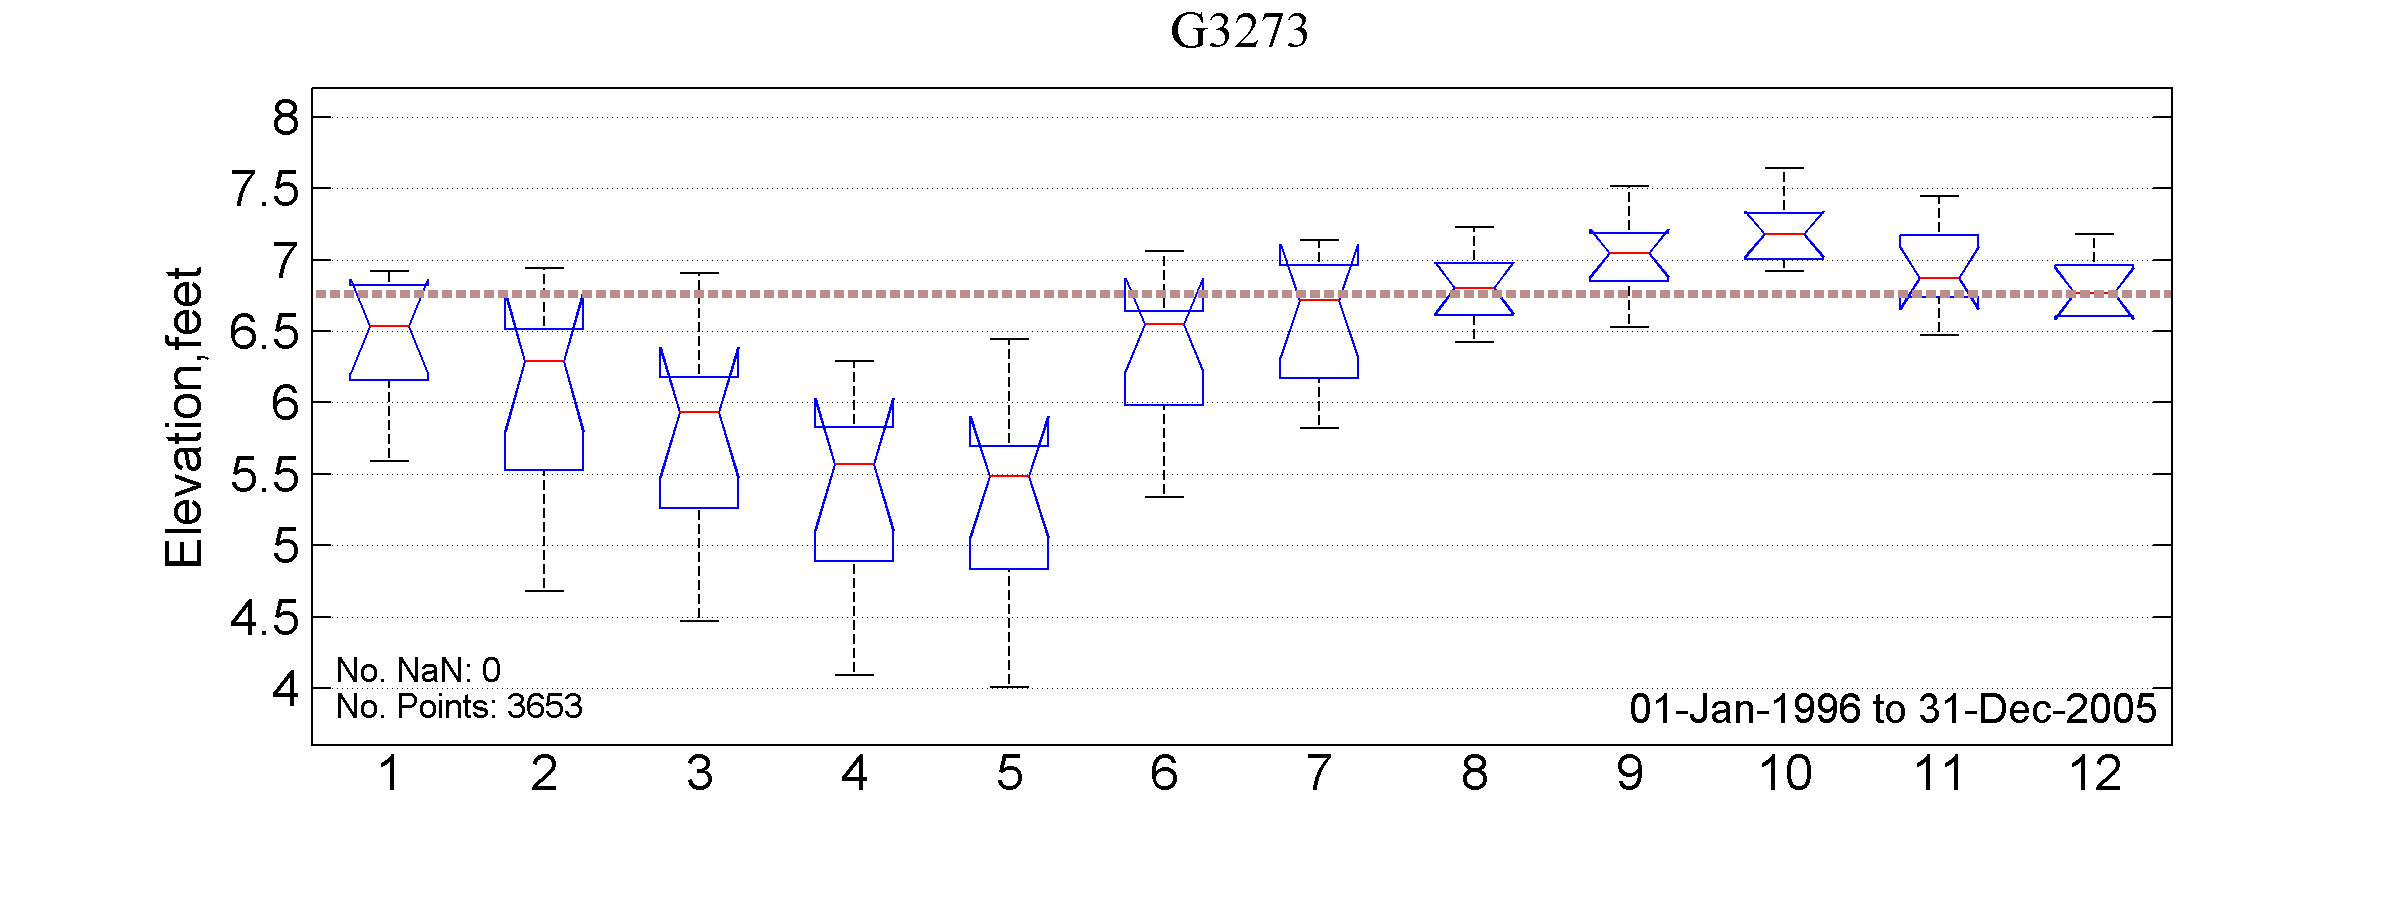 G3273
8
7.5
7
6.5
6
5.5
5
4.5
4
Elevation,feet
No. NaN: 0
No. Points: 3653
01-Jan-1996 to 31-Dec-2005
1 2 3 4 5 6 7 8 9 10 11 12